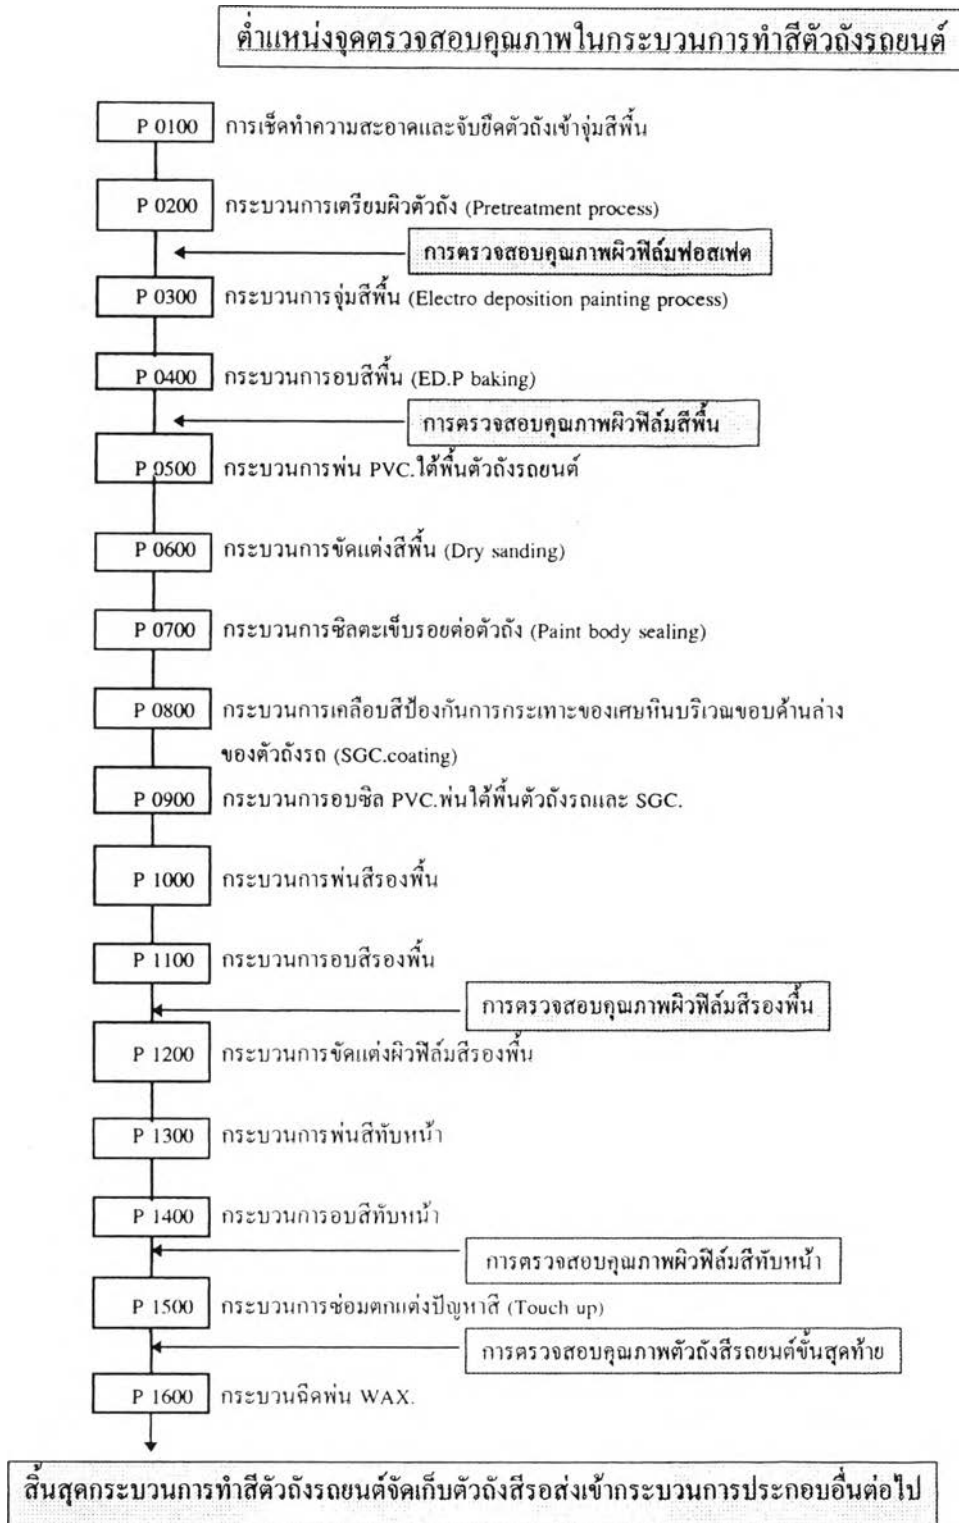 ตำแหน่งจุดตรวจสอบคุณภาพในกระบวนการทำสีตัวถังรถยนต์
P 0100 การเช็ดทำความสะอาดและจับยึดตัวถังเข้าจุ่มสีพื้น
P 0200 กระบวนการเตรียมผิวตัวถัง (Pretreatment process)
การตรวจสอบคุณภาพผิวฟิล์มฟอสเฟต
P 0300 กระบวนการจุ่มสีพื้น (Electro deposition painting process)
P 0400 กระบวนการอบสีพื้น (ED.P baking)
การตรวจสอบคุณภาพผิวฟิล์มสีพื้น
P 0500 กระบวนการพ่น PVC.ใต้พื้นตัวถังรถยนต์
P 0600 กระบวนการขัดแต่งสีพื้น (Dry sanding)
P 0700 กระบวนการซิลตะเข็บรอยต่อตัวถัง (Paint body sealing)
P 0800 กระบวนการเคลือบสีป้องกันการกระเทาะของเศษหินบริเวณขอบด้านล่าง
ของตัวถังรถ (SGC.coating)
P 0900 กระบวนการอบซิล PVC.พ่นใต้พื้นตัวถังรถและ SGC.
P 1000 กระบวนการพ่นสีรองพื้น
P 1100 กระบวนการอบสีรองพื้น
การตรวจสอบคุณภาพผิวฟิล์มสีรองพื้น
P 1200 กระบวนการขัดแต่งผิวฟิล์มสีรองพื้น
P 1300 กระบวนการพ่นสีทับหน้า
P 1400 กระบวนการอบสีทับหน้า
การตรวจสอบคุณภาพผิวฟิล์มสีทับหน้า
P 1500 กระบวนการซ่อมตกแต่งปัญหาสี (Touch up)
การตรวจสอบคุณภาพตัวถังสีรถยนต์ขั้นสุดท้าย
P 1600 กระบวนฉีดพ่น WAX.
สิ้นสุดกระบวนการทำสีตัวถังรถยนต์จัดเก็บตัวถังสีรอส่งเข้ากระบวนการประกอบอื่นต่อไป